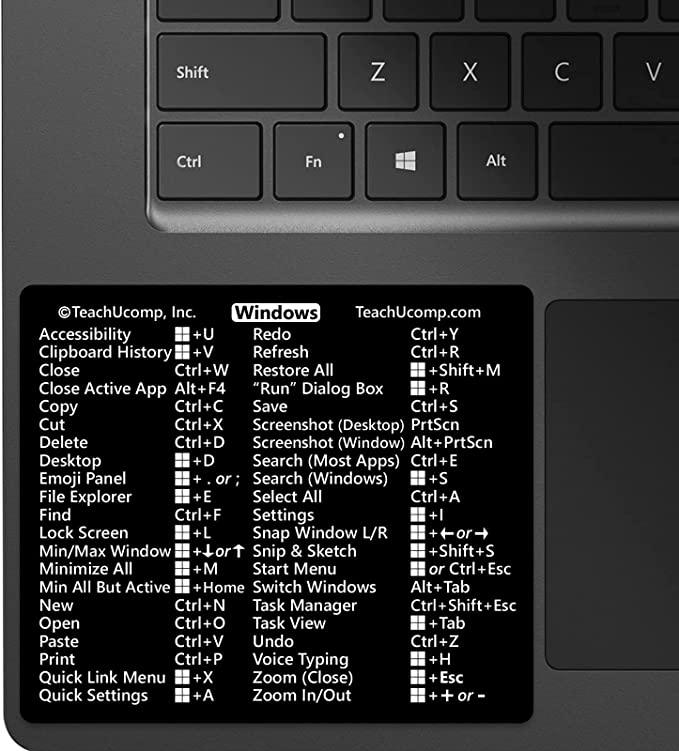 Shift Z X C V
Ctrl Fn Alt
©TeachUcomp, Inc. Windows TeachUcomp.com
Accessibility ⊞+U Redo Ctrl+Y
Clipboard History ⊞+V Refresh Ctrl+R
Close Ctrl+W Restore All ⊞+Shift+M
Close Active App Alt+F4 “Run” Dialog Box ⊞+R
Copy Ctrl+C Save Ctrl+S
Cut Ctrl+X Screenshot (Desktop) PrtScn
Delete Ctrl+D Screenshot (Window) Alt+PrtScn
Desktop ⊞+D Search (Most Apps) Ctrl+E
Emoji Panel ⊞+ . or ; Search (Windows) ⊞+S
File Explorer ⊞+E Select All Ctrl+A
Find Ctrl+F Settings ⊞+I
Lock Screen ⊞+L Snap Window L/R ⊞+←or→
Min/Max Window ⊞+↓or↑ Snip & Sketch ⊞+Shift+S
Minimize All ⊞+M Start Menu ⊞ or Ctrl+Esc
Min All But Active ⊞+Home Switch Windows Alt+Tab
New Ctrl+N Task Manager Ctrl+Shift+Esc
Open Ctrl+O Task View ⊞+Tab
Paste Ctrl+V Undo Ctrl+Z
Print Ctrl+P Voice Typing ⊞+H
Quick Link Menu ⊞+X Zoom (Close) ⊞+Esc
Quick Settings ⊞+A Zoom In/Out ⊞++ or -